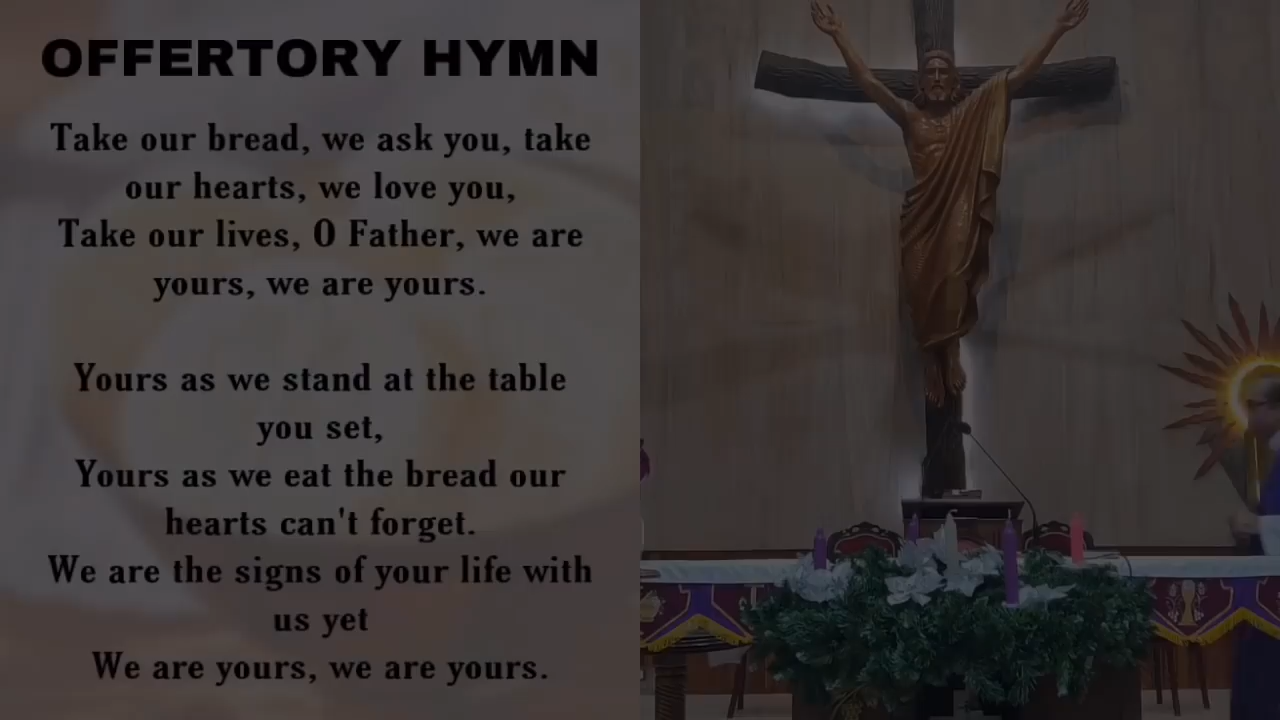 OFFERTORY HYMN
Take our bread, we ask you, take
our hearts, we love you,
Take our lives, O Father, we are
yours, we are yours.
Yours as we stand at the table
you set,
Yours as we eat the bread our
hearts can't forget.
We are the signs of your life with
us yet
We are yours, we are yours.